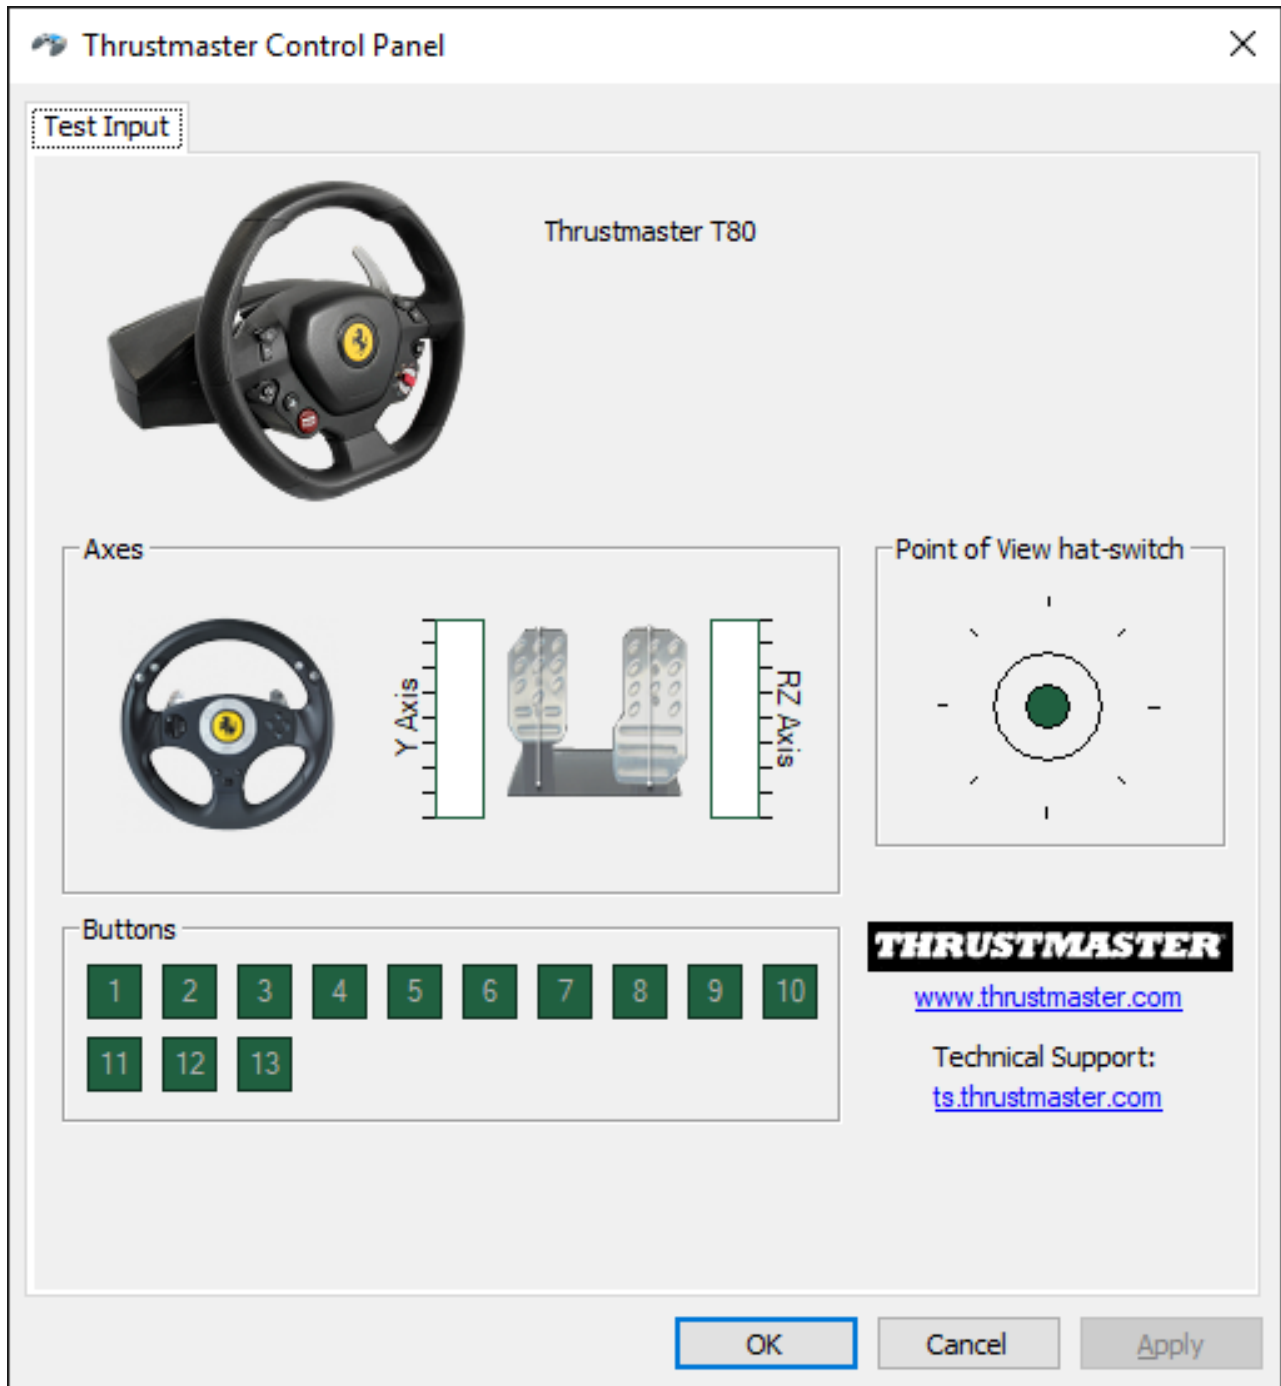 Thrustmaster Control Panel
Test Input
Thrustmaster T80
Axes
Y Axis
RZ Axis
Point of View hat-switch
Buttons
1 2 3 4 5 6 7 8 9 10
11 12 13
THRUSTMASTER
www.thrustmaster.com
Technical Support:
ts.thrustmaster.com
OK Cancel Apply